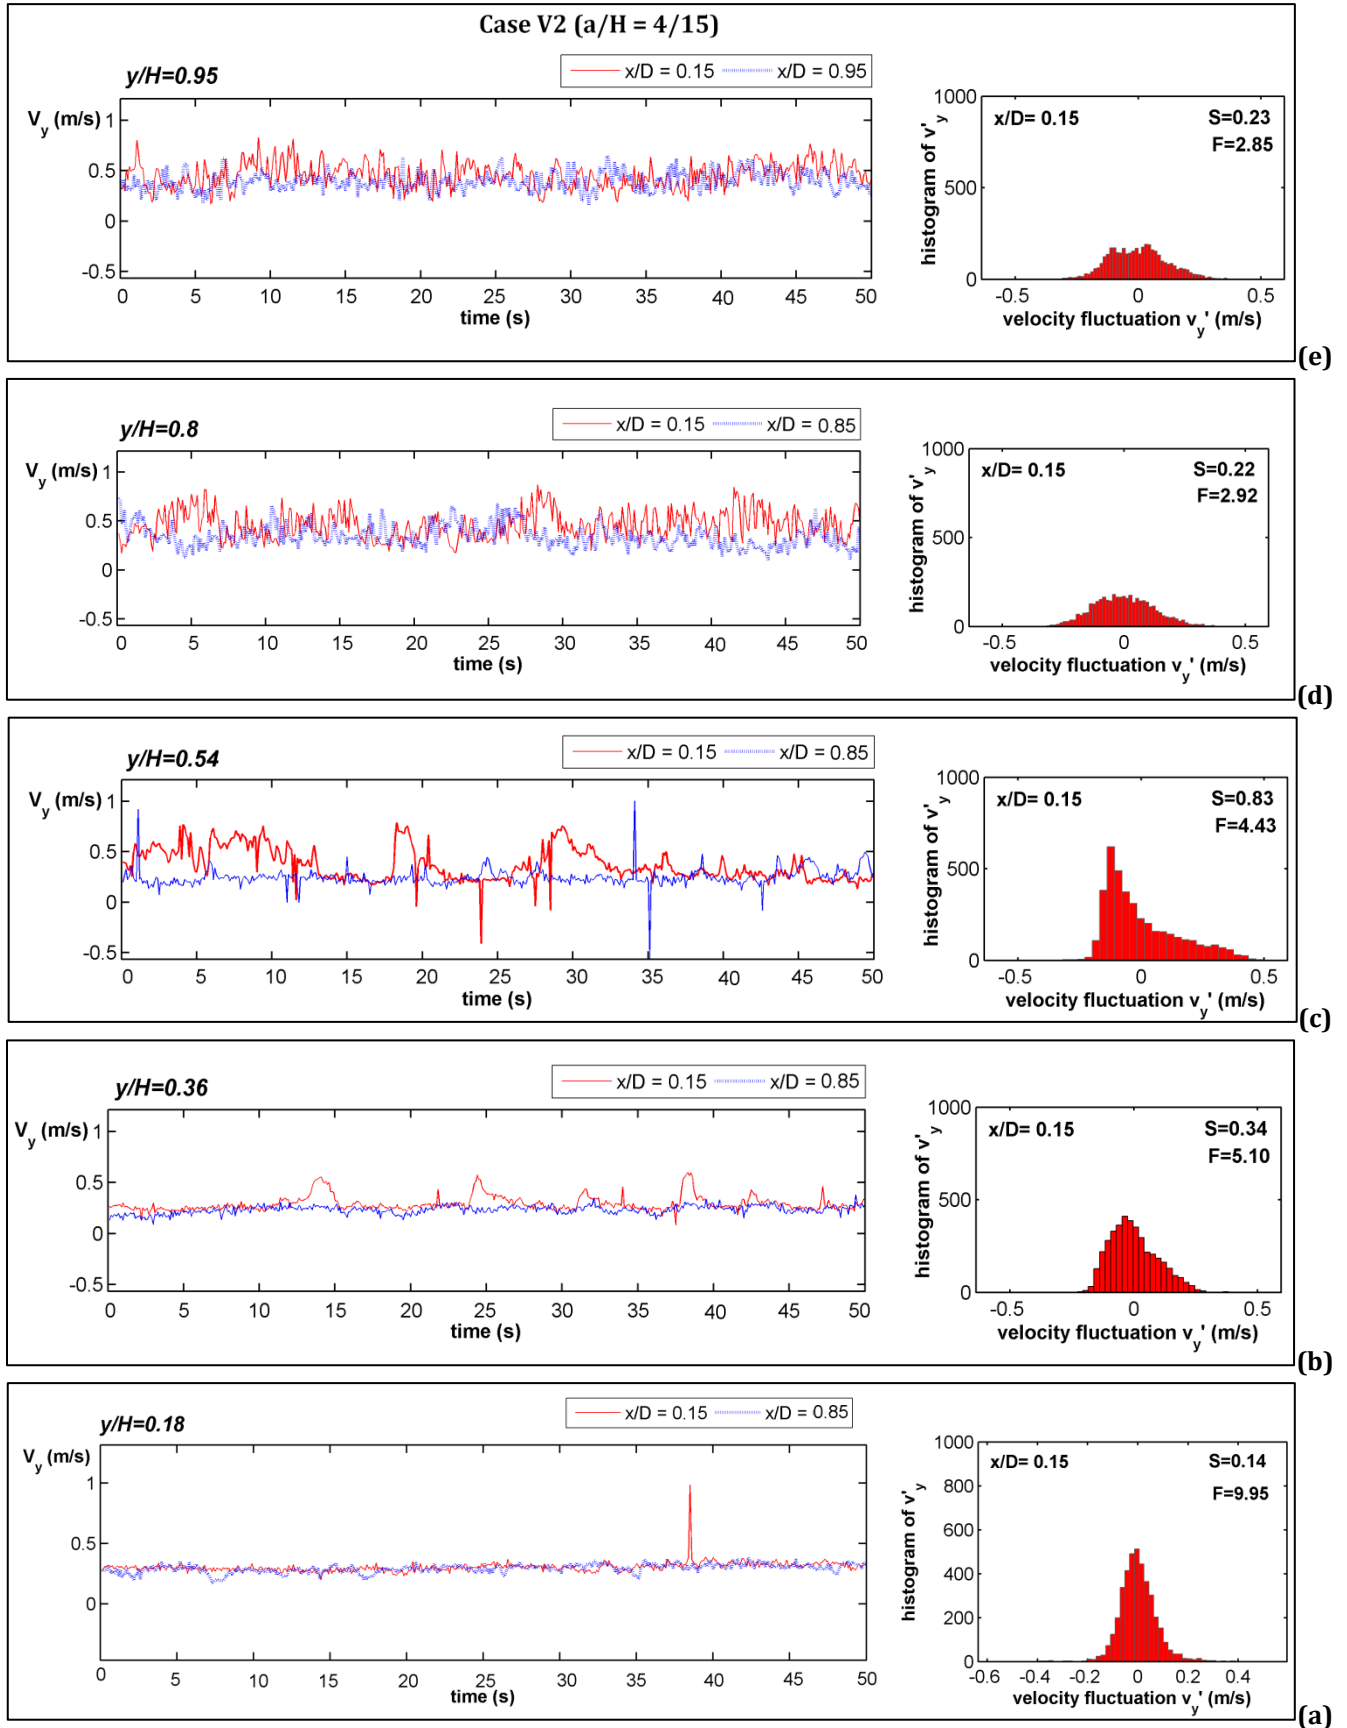 Case V2 (a/H = 4/15)
y/H=0.95
x/D = 0.15 x/D = 0.95
V_y (m/s)
1
0.5
0
-0.5
0 5 10 15 20 25 30 35 40 45 50
time (s)
histogram of v'_y
1000
500
0
x/D= 0.15 S=0.23
F=2.85
-0.5 0 0.5
velocity fluctuation v_y' (m/s)
(e)
y/H=0.8
x/D = 0.15 x/D = 0.85
V_y (m/s)
1
0.5
0
-0.5
0 5 10 15 20 25 30 35 40 45 50
time (s)
histogram of v'_y
1000
500
0
x/D= 0.15 S=0.22
F=2.92
-0.5 0 0.5
velocity fluctuation v_y' (m/s)
(d)
y/H=0.54
x/D = 0.15 x/D = 0.85
V_y (m/s)
1
0.5
0
-0.5
0 5 10 15 20 25 30 35 40 45 50
time (s)
histogram of v'_y
1000
500
0
x/D= 0.15 S=0.83
F=4.43
-0.5 0 0.5
velocity fluctuation v_y' (m/s)
(c)
y/H=0.36
x/D = 0.15 x/D = 0.85
V_y (m/s)
1
0.5
0
-0.5
0 5 10 15 20 25 30 35 40 45 50
time (s)
histogram of v'_y
1000
500
0
x/D= 0.15 S=0.34
F=5.10
-0.5 0 0.5
velocity fluctuation v_y' (m/s)
(b)
y/H=0.18
x/D = 0.15 x/D = 0.85
V_y (m/s)
1
0.5
0
0 5 10 15 20 25 30 35 40 45 50
time (s)
histogram of v'_y
1000
800
600
400
200
0
x/D= 0.15 S=0.14
F=9.95
-0.6 -0.4 -0.2 0 0.2 0.4
velocity fluctuation v_y' (m/s)
(a)